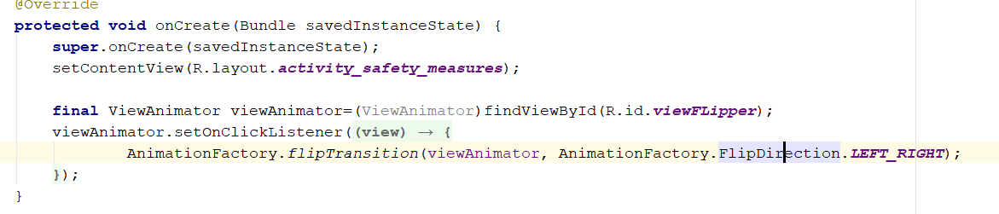 @Override
protected void onCreate(Bundle savedInstanceState) {
super.onCreate(savedInstanceState);
setContentView(R.layout.activity_safety_measures);
final ViewAnimator viewAnimator=(ViewAnimator)findViewById(R.id.viewFLipper);
viewAnimator.setOnClickListener((view) → {
AnimationFactory.flipTransition(viewAnimator, AnimationFactory.FlipDirection.LEFT_RIGHT);
});
}